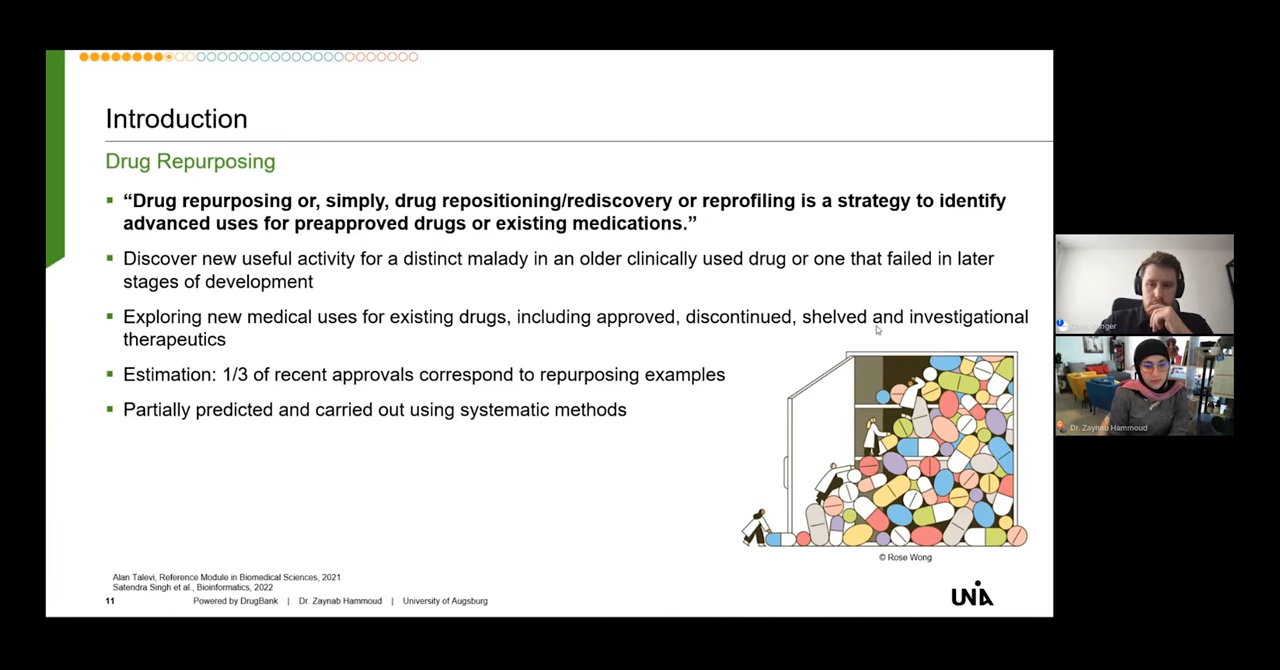 Introduction
Drug Repurposing
“Drug repurposing or, simply, drug repositioning/rediscovery or reprofiling is a strategy to identify
advanced uses for preapproved drugs or existing medications.”
Discover new useful activity for a distinct malady in an older clinically used drug or one that failed in later
stages of development
Exploring new medical uses for existing drugs, including approved, discontinued, shelved and investigational
therapeutics
Estimation: 1/3 of recent approvals correspond to repurposing examples
Partially predicted and carried out using systematic methods
© Rose Wong
Alan Talevi, Reference Module in Biomedical Sciences, 2021
Satendra Singh et al., Bioinformatics, 2022
11 Powered by DrugBank | Dr. Zaynab Hammoud | University of Augsburg
UNIA
Dr. Zaynab Hammoud